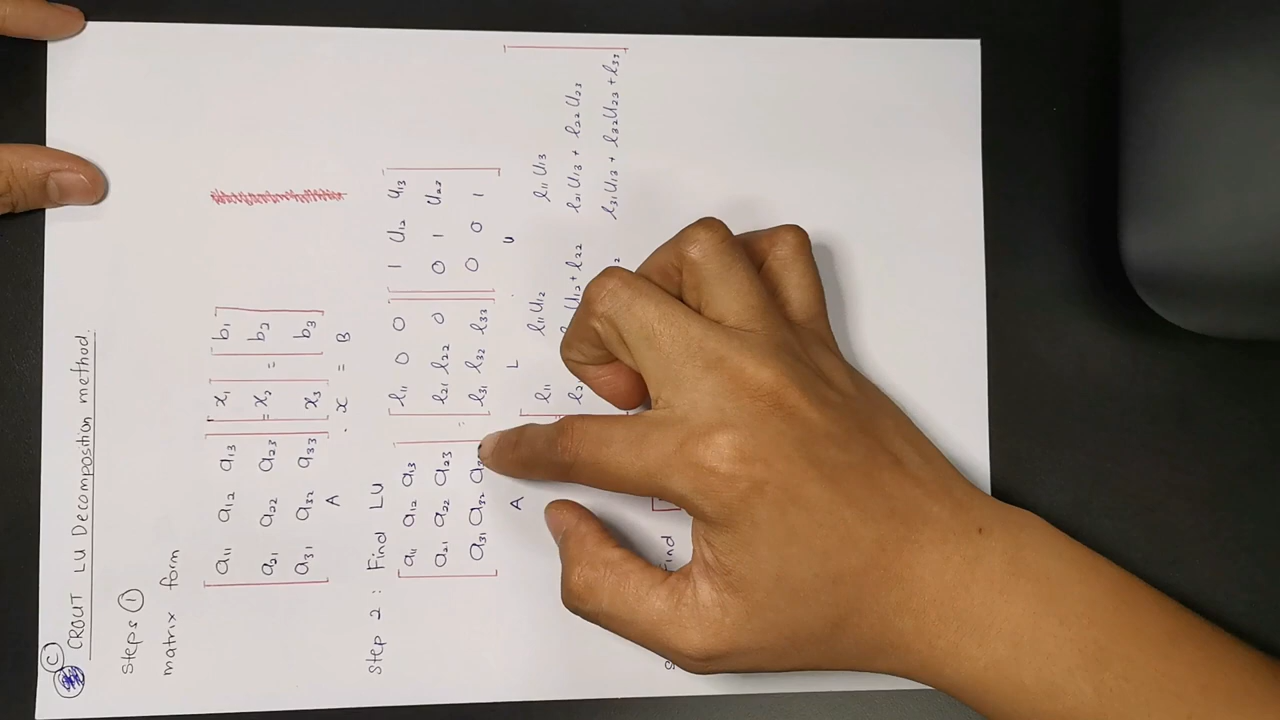 C
CROUT LU Decomposition method.
Steps 1
matrix form
[ a11 a12 a13 ] [ x1 ] [ b1 ]
[ a21 a22 a23 ] = [ x2 ] = [ b2 ]
[ a31 a32 a33 ] [ x3 ] [ b3 ]
A . x = B
Step 2 : Find LU
[ a11 a12 a13 ] [ l11 0 0 ] [ 1 u12 u13 ]
[ a21 a22 a23 ] [ l21 l22 0 ] [ 0 1 u23 ]
[ a31 a32 ] = [ l31 l32 l33 ] [ 0 0 1 ]
A L . U
[ l11 l11 u12 l11 u13 ]
u12 + l22 l21 u13 + l22 u23
l31 u13 + l32 u23 + l33
Find